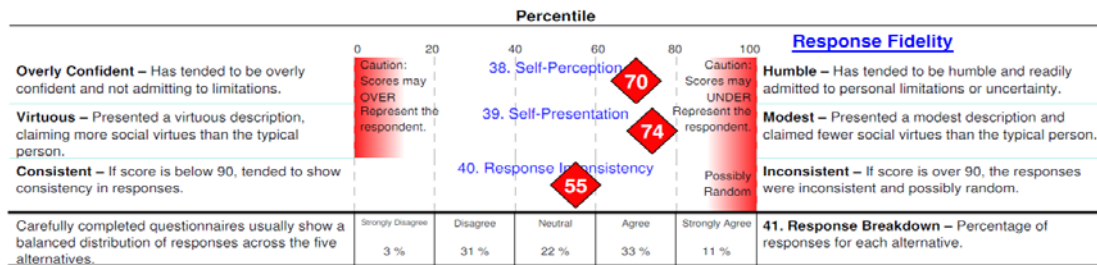 Percentile
0 20 40 60 80 100
Response Fidelity
Overly Confident – Has tended to be overly
confident and not admitting to limitations.
Caution:
Scores may
OVER
Represent the
respondent.
38. Self-Perception
70
Caution:
Scores may
UNDER
Represent the
respondent.
Humble – Has tended to be humble and readily
admitted to personal limitations or uncertainty.
Virtuous – Presented a virtuous description,
claiming more social virtues than the typical
person.
39. Self-Presentation
74
Modest – Presented a modest description and
claimed fewer social virtues than the typical person.
Consistent – If score is below 90, tended to show
consistency in responses.
40. Response Inconsistency
55
Possibly
Random
Inconsistent – If score is over 90, the responses
were inconsistent and possibly random.
Carefully completed questionnaires usually show a
balanced distribution of responses across the five
alternatives.
Strongly Disagree Disagree Neutral Agree Strongly Agree
3 % 31 % 22 % 33 % 11 %
41. Response Breakdown – Percentage of
responses for each alternative.